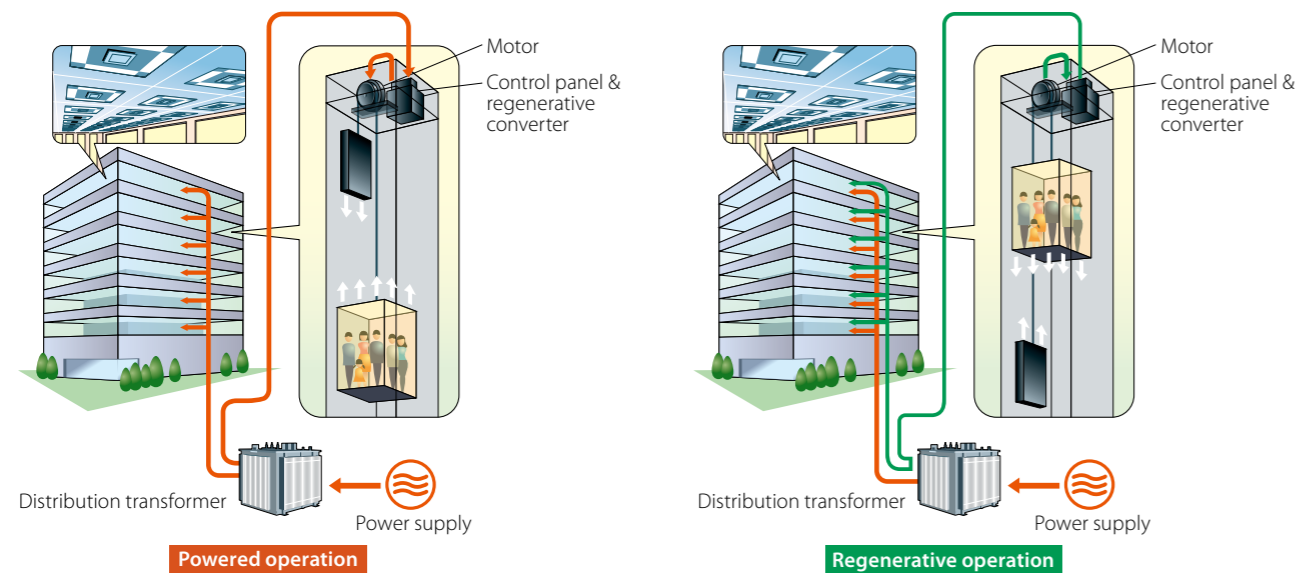 Motor
Control panel &
regenerative
converter
Distribution transformer
Power supply
Powered operation
Motor
Control panel &
regenerative
converter
Distribution transformer
Power supply
Regenerative operation